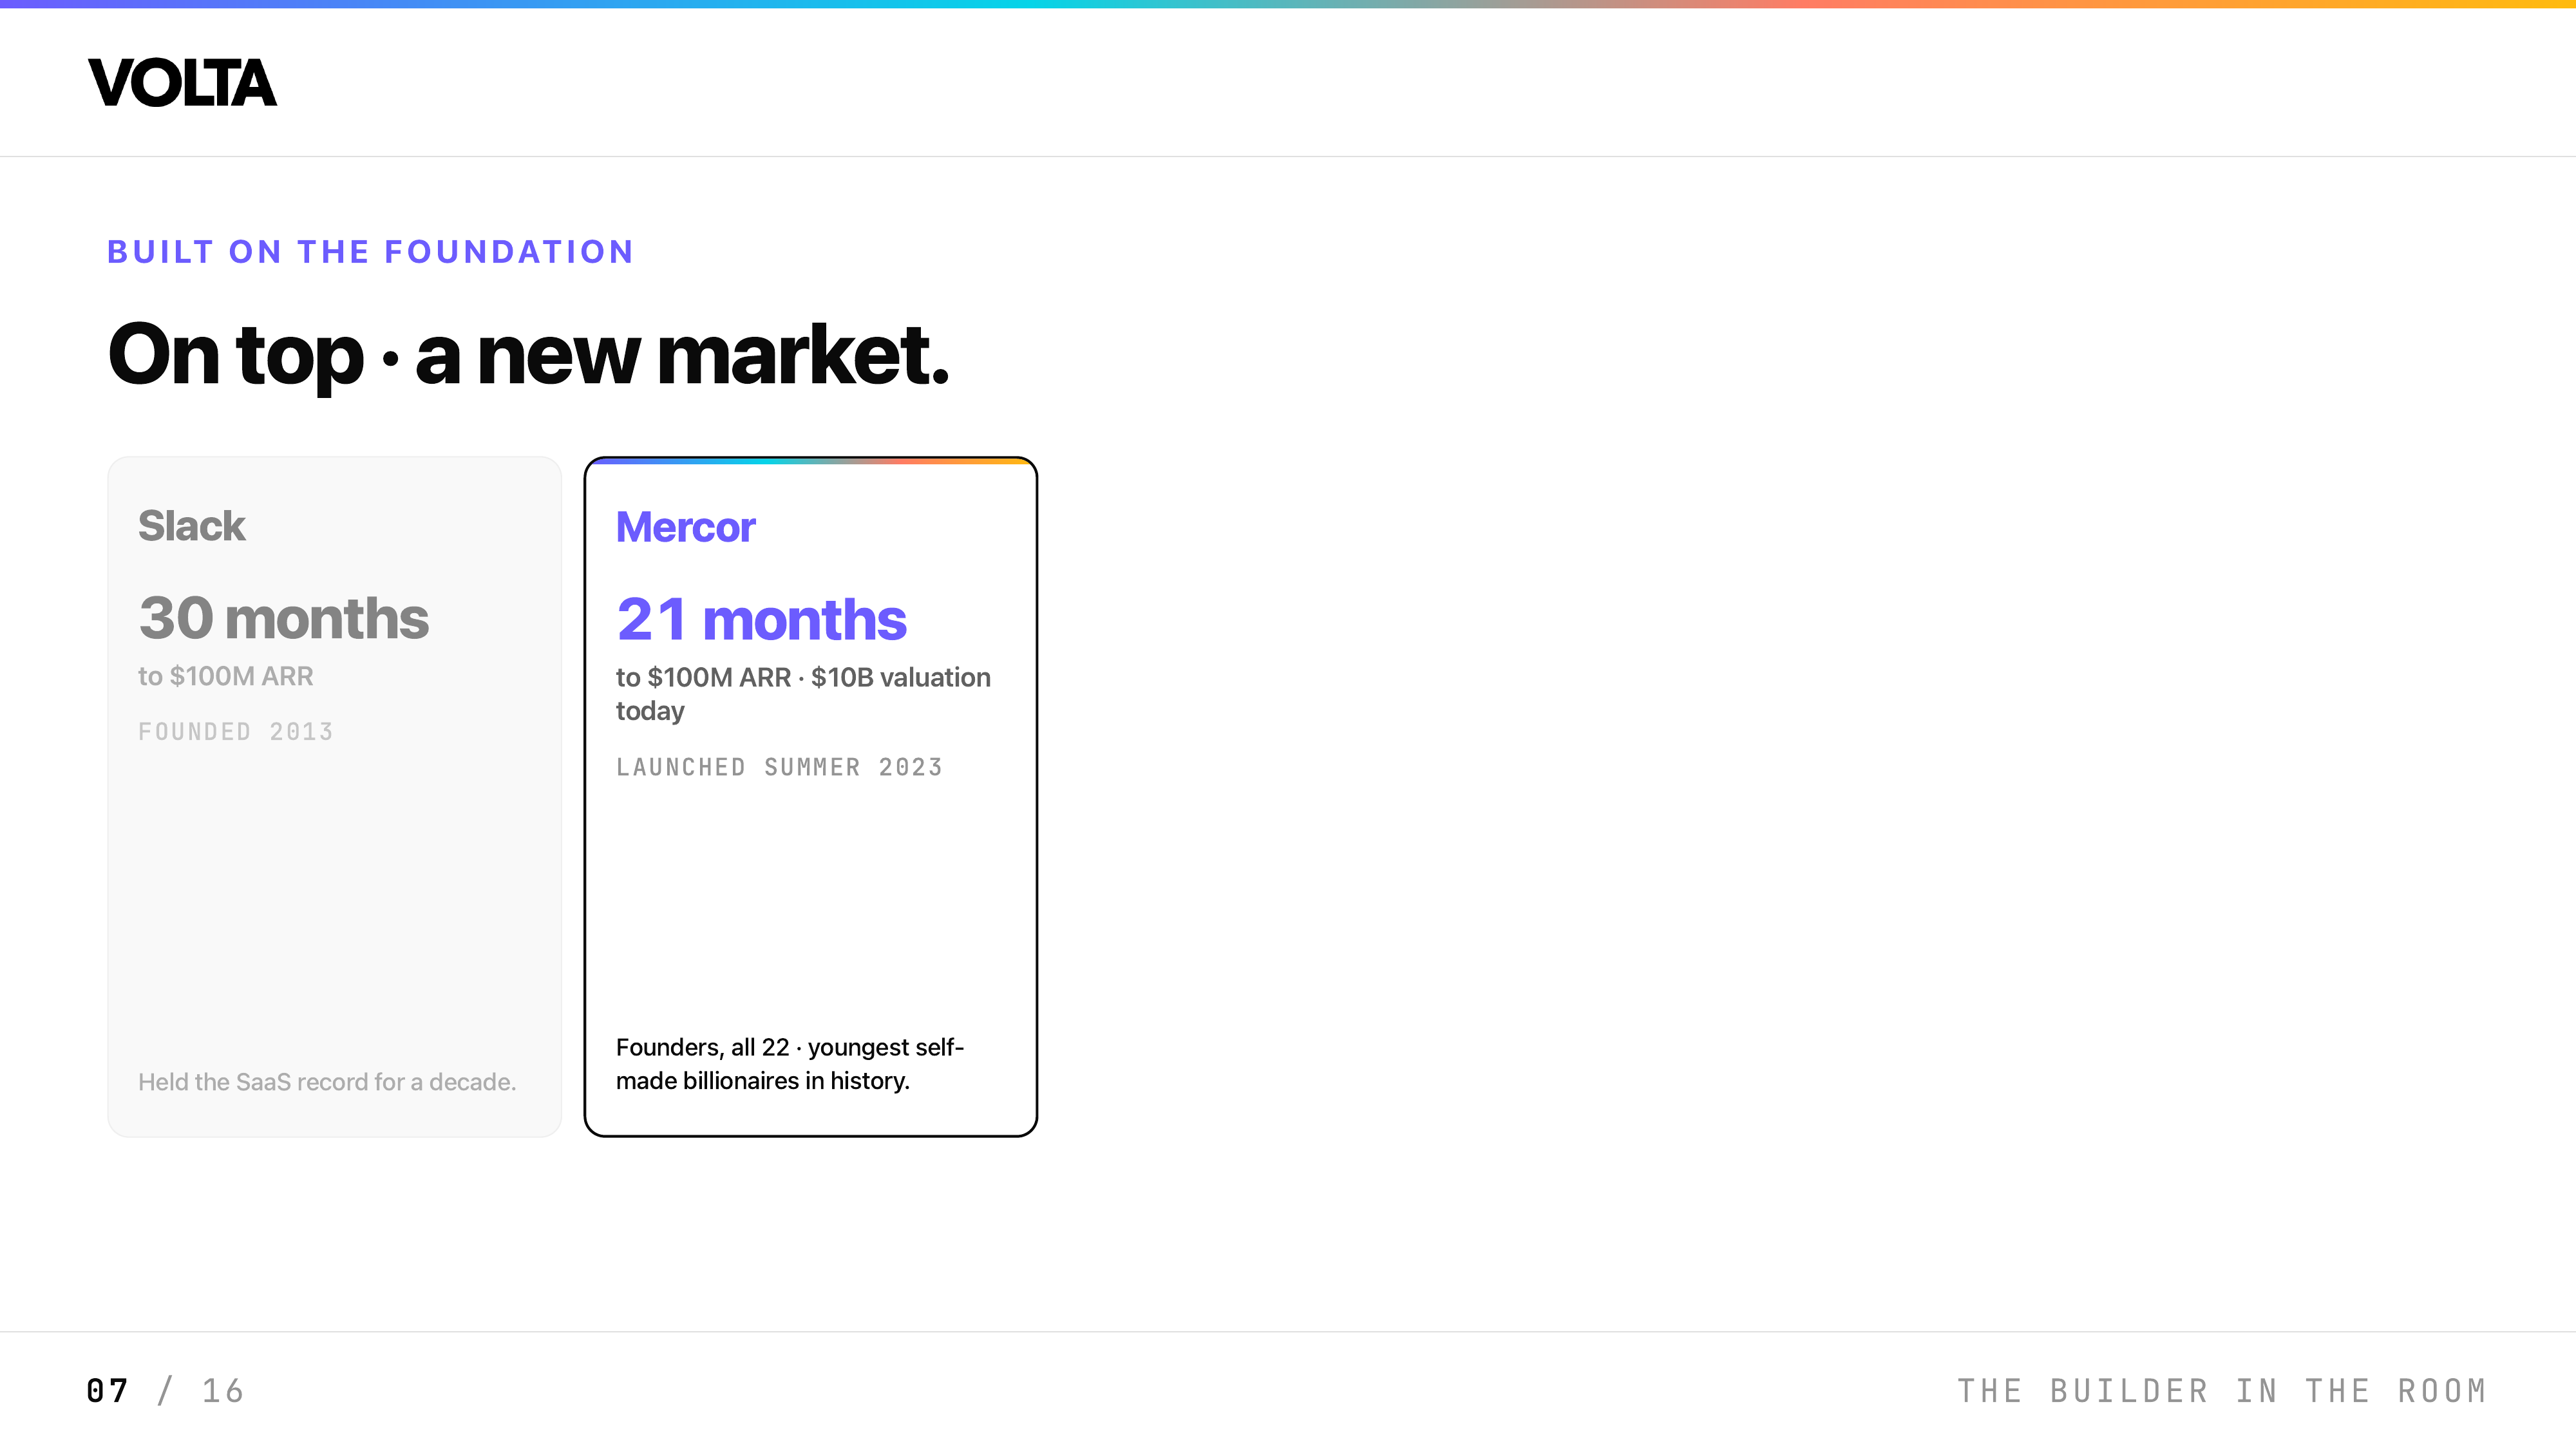 VOLTA
BUILT ON THE FOUNDATION
On top · a new market.
Slack
30 months
to $100M ARR
FOUNDED 2013
Held the SaaS record for a decade.
Mercor
21 months
to $100M ARR · $10B valuation
today
LAUNCHED SUMMER 2023
Founders, all 22 · youngest self-
made billionaires in history.
07 / 16
THE BUILDER IN THE ROOM